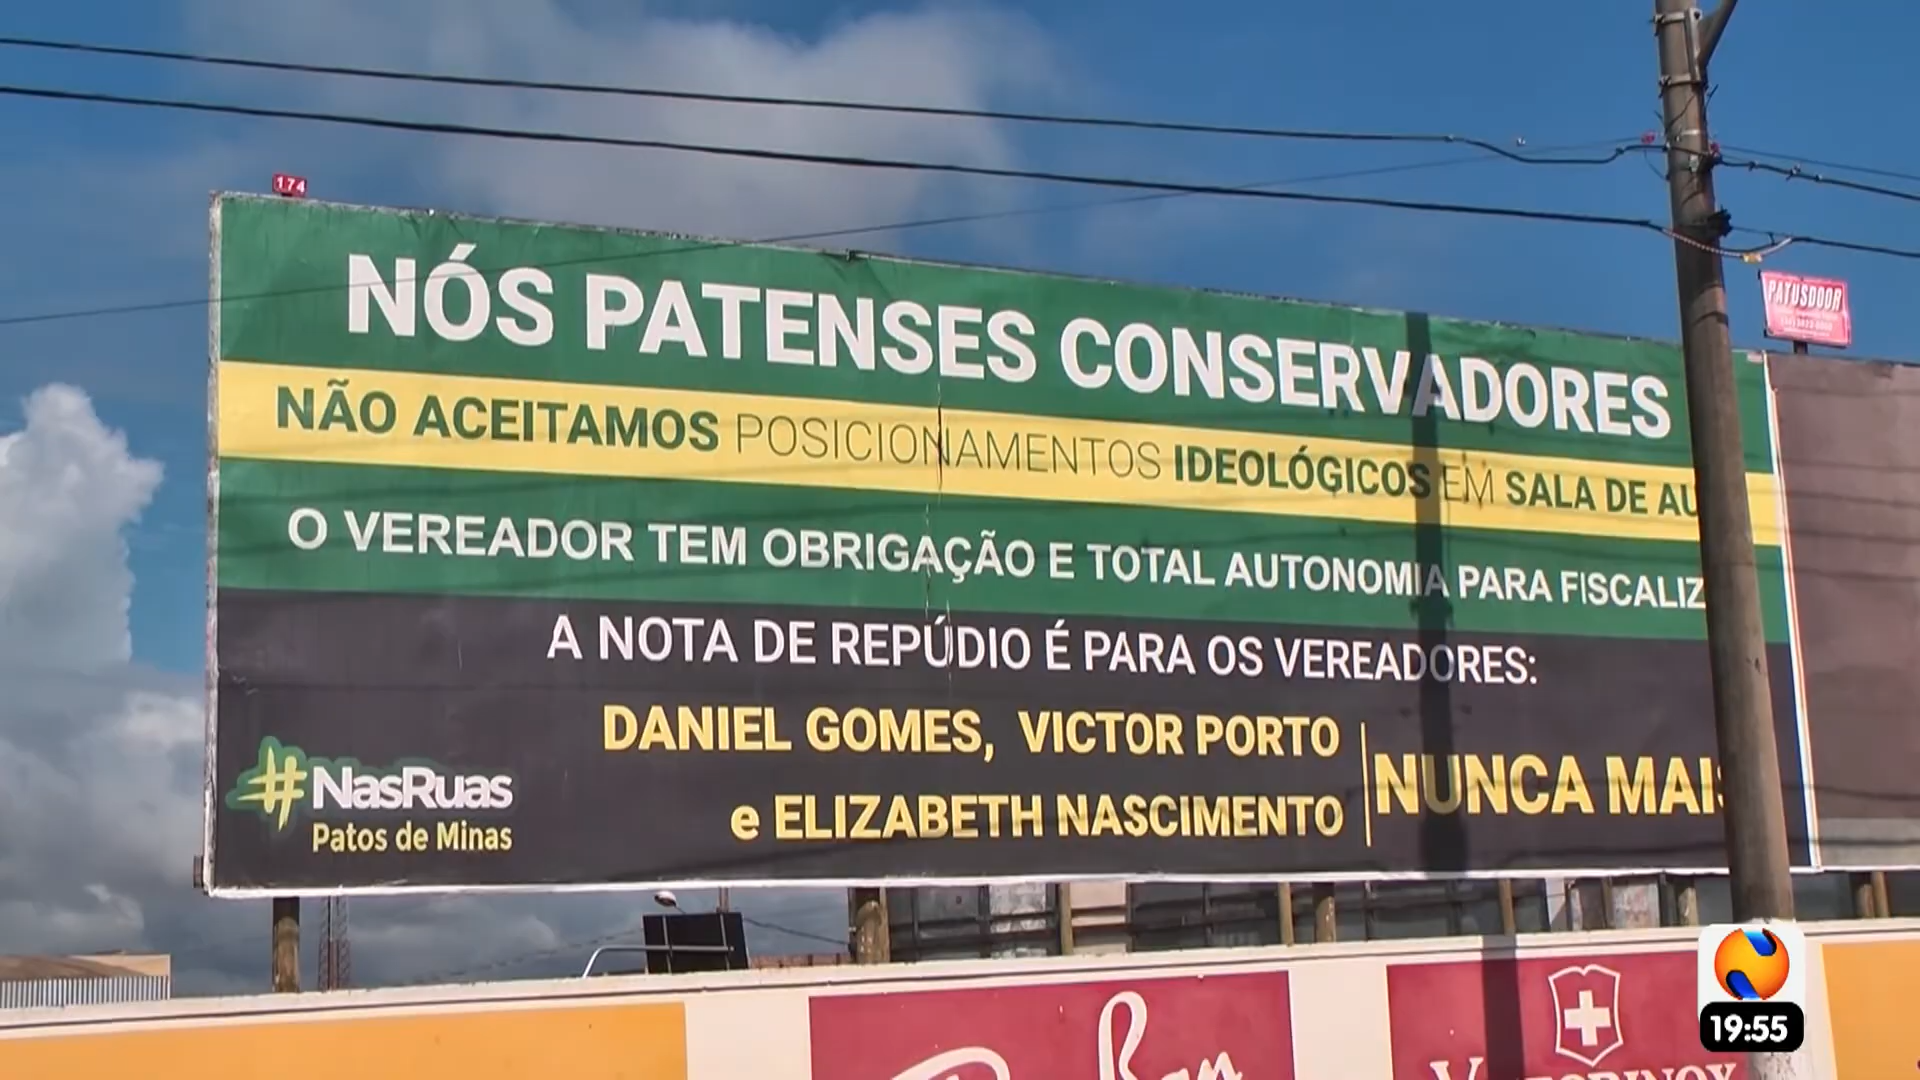 174
NÓS PATENSES CONSERVADORES
NÃO ACEITAMOS POSICIONAMENTOS IDEOLÓGICOS EM SALA DE AU
O VEREADOR TEM OBRIGAÇÃO E TOTAL AUTONOMIA PARA FISCALIZ
A NOTA DE REPÚDIO É PARA OS VEREADORES:
DANIEL GOMES, VICTOR PORTO
e ELIZABETH NASCIMENTO
NUNCA MAIS
#NasRuas
Patos de Minas
PATUSDOOR
19:55